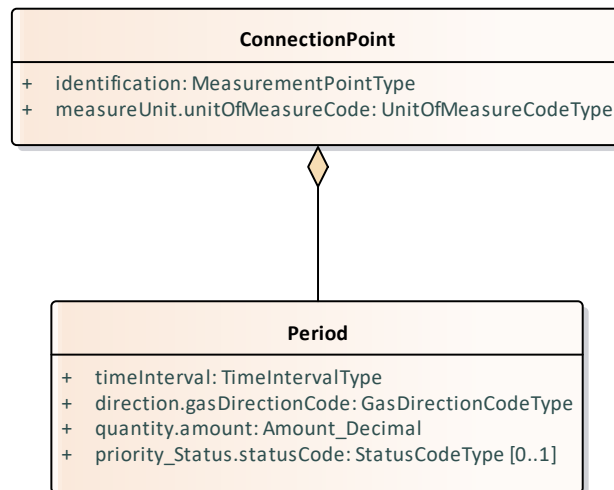 ConnectionPoint
+ identification: MeasurementPointType
+ measureUnit.unitOfMeasureCode: UnitOfMeasureCodeType
Period
+ timeInterval: TimeIntervalType
+ direction.gasDirectionCode: GasDirectionCodeType
+ quantity.amount: Amount_Decimal
+ priority_Status.statusCode: StatusCodeType [0..1]